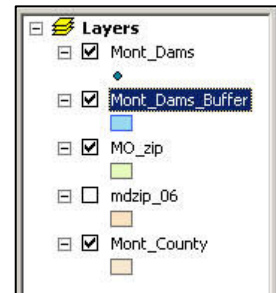 Layers
Mont_Dams
Mont_Dams_Buffer
MO_zip
mdzip_06
Mont_County